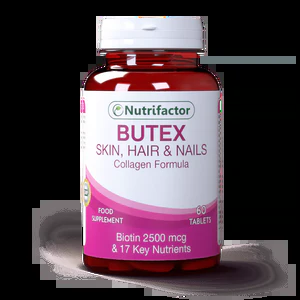 Nutrifactor
BUTEX
SKIN, HAIR & NAILS
Collagen Formula
FOOD
SUPPLEMENT
60
TABLETS
Biotin 2500 mcg
& 17 Key Nutrients